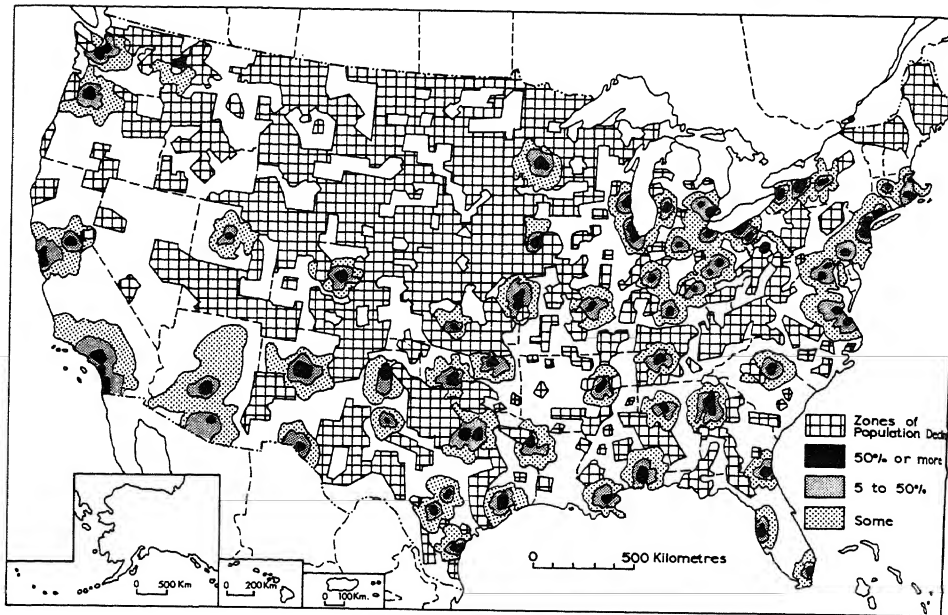 Zones of
Population Decl
50% or more
5 to 50%
Some
0 500 Kilometres
0 500 Km
0 200 Km
0 100 Km.